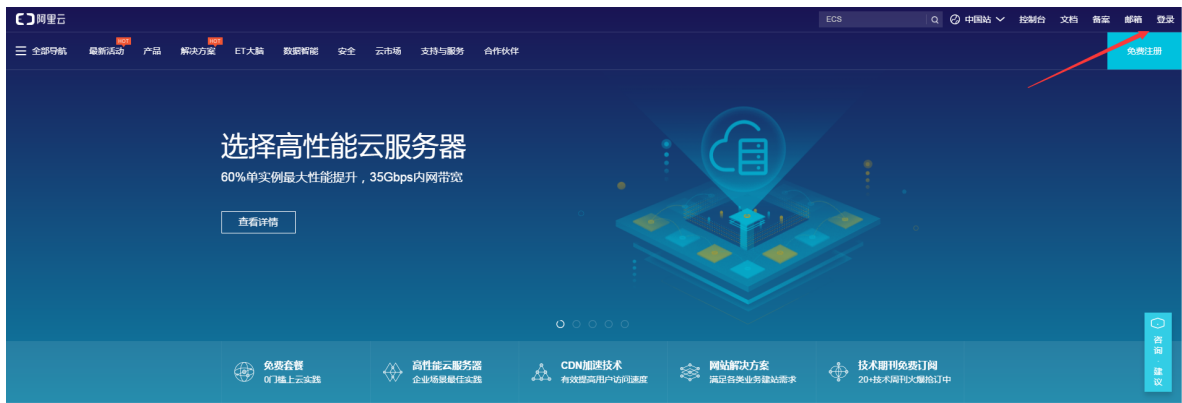 阿里云
ECS 中国站 控制台 文档 备案 邮箱 登录
全部导航 最新活动 HOT 产品 解决方案 HOT ET大脑 数据智能 安全 云市场 支持与服务 合作伙伴
免费注册
选择高性能云服务器
60%单实例最大性能提升,35Gbps内网带宽
查看详情
咨询·建议
免费套餐
0门槛上云实践
高性能云服务器
企业场景最佳实践
CDN加速技术
有效提高用户访问速度
网站解决方案
满足各类业务建站需求
技术期刊免费订阅
20+技术周刊火爆抢订中